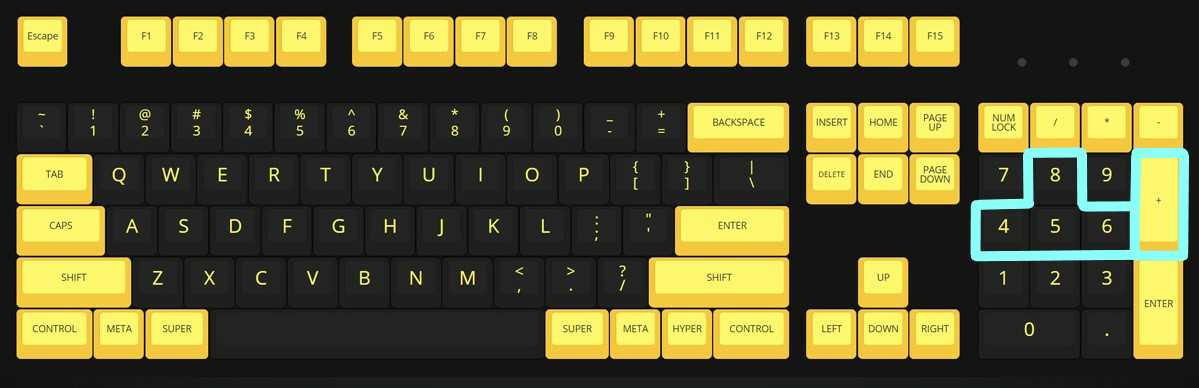 Escape F1 F2 F3 F4 F5 F6 F7 F8 F9 F10 F11 F12 F13 F14 F15
~ ! @ # $ % ^ & * ( ) _ +
` 1 2 3 4 5 6 7 8 9 0 - = BACKSPACE INSERT HOME PAGE UP NUM LOCK / * -
TAB Q W E R T Y U I O P { [ } ] | \ DELETE END PAGE DOWN 7 8 9 +
CAPS A S D F G H J K L : ; " ' ENTER 4 5 6
SHIFT Z X C V B N M < , > . ? / SHIFT UP 1 2 3 ENTER
CONTROL META SUPER SUPER META HYPER CONTROL LEFT DOWN RIGHT 0 .